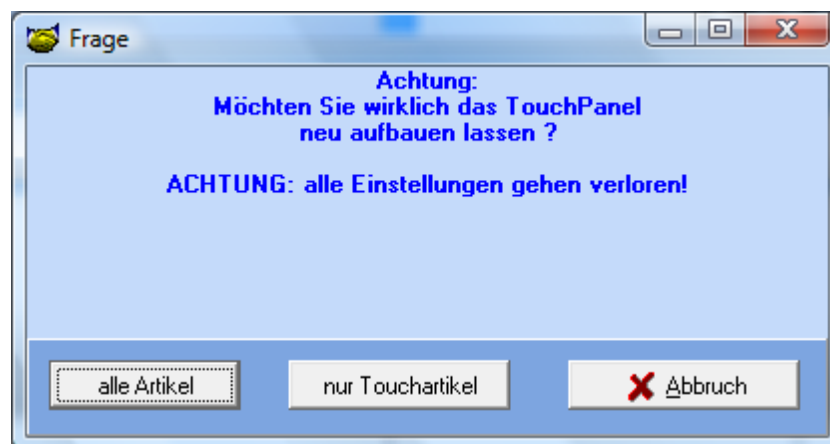 Frage
Achtung:
Möchten Sie wirklich das TouchPanel
neu aufbauen lassen ?
ACHTUNG: alle Einstellungen gehen verloren!
alle Artikel
nur Touchartikel
Abbruch